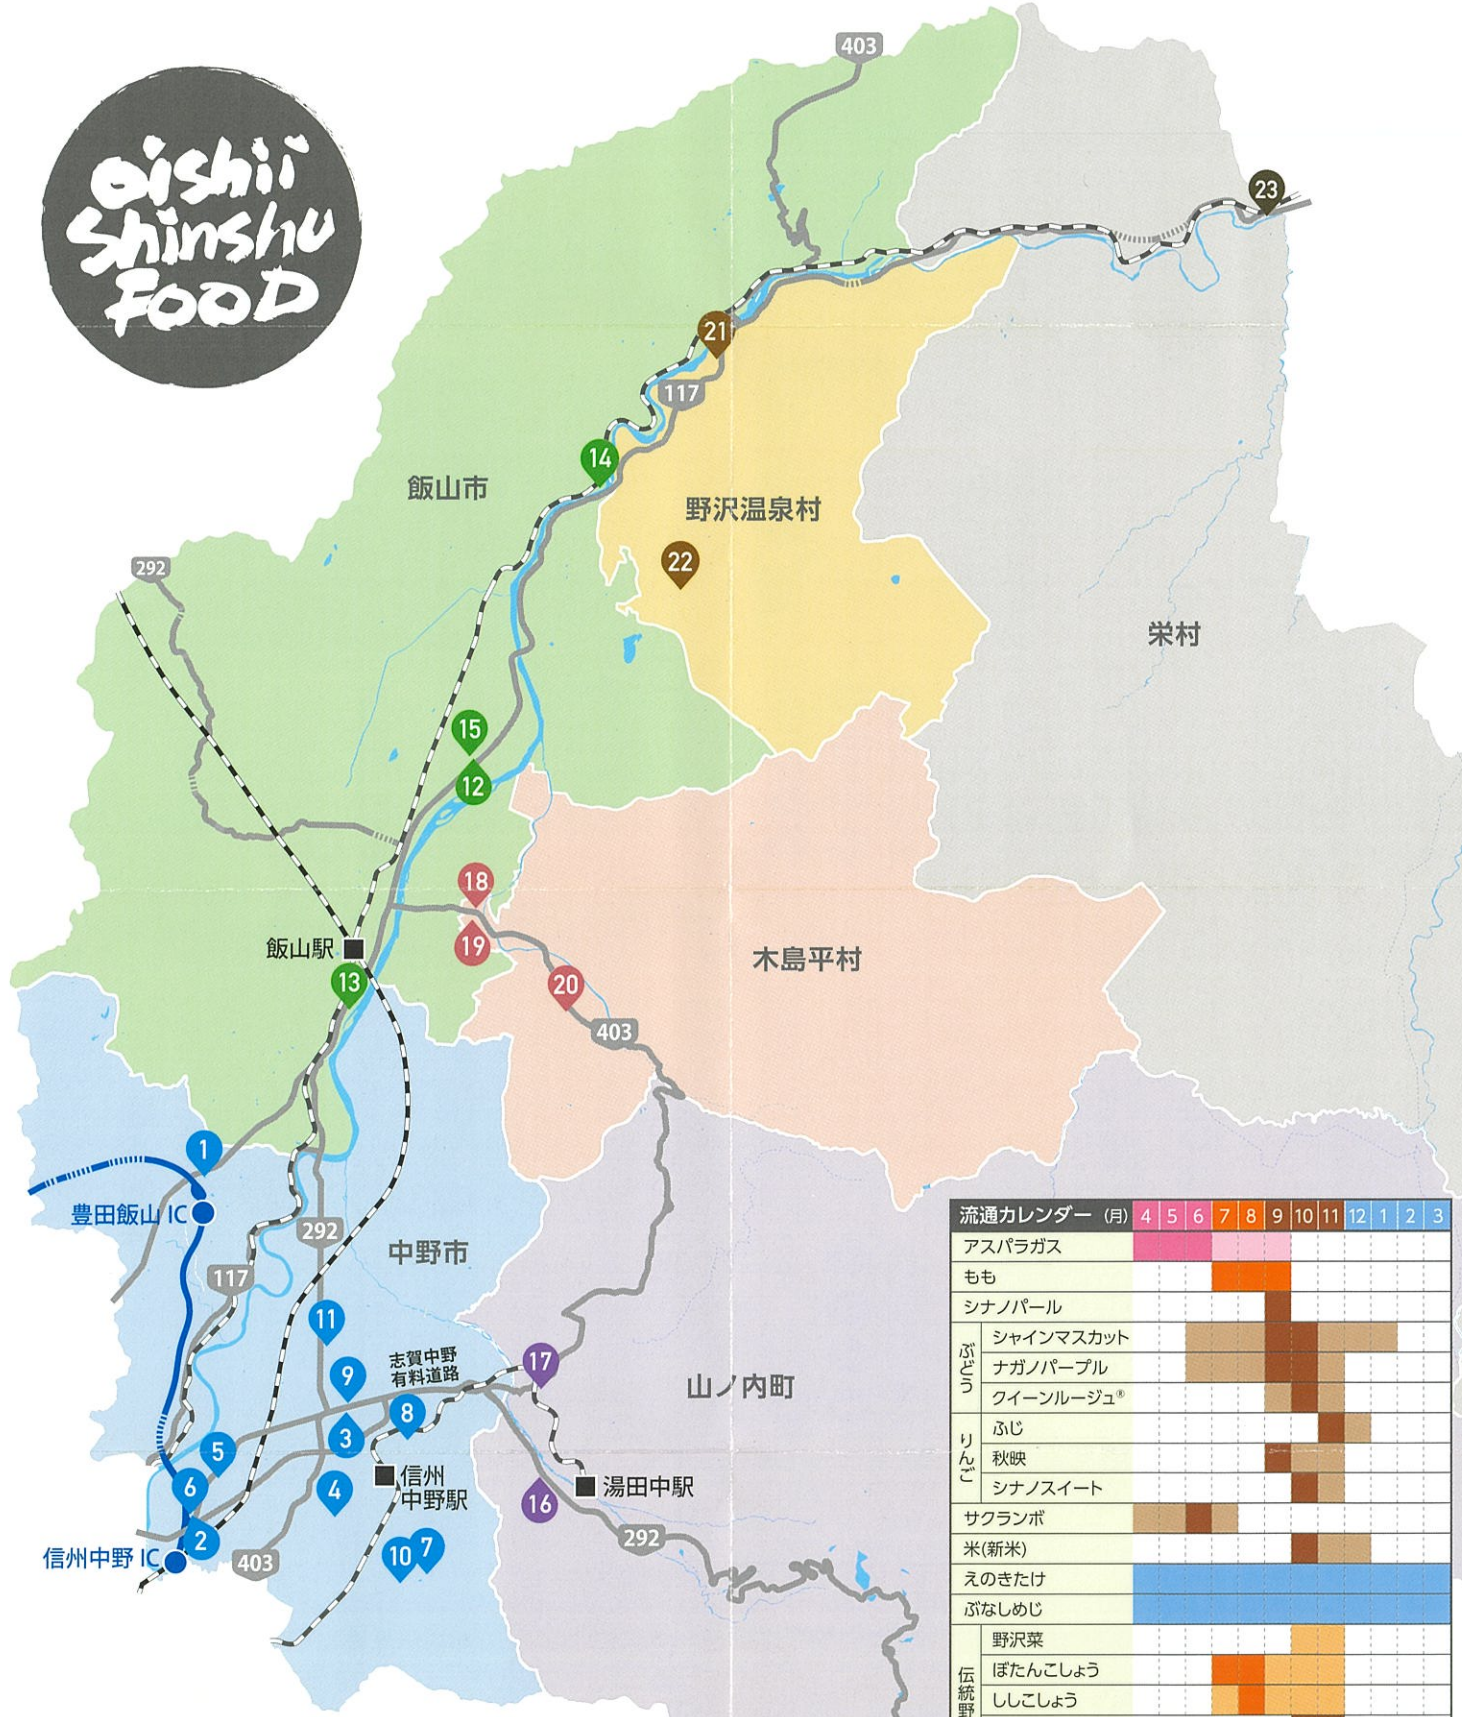 oishii
Shinshu
FOOD
403
23
21
117
14
飯山市
野沢温泉村
22
292
栄村
15
12
18
飯山駅
19
木島平村
13
20
403
1
豊田飯山 IC
292
中野市
117
11
志賀中野
有料道路
17
9
山ノ内町
8
3
5
信州
中野駅
6
4
湯田中駅
16
2
292
信州中野 IC
403
10
7
流通カレンダー (月) 4 5 6 7 8 9 10 11 12 1 2 3
アスパラガス
もも
シナノパール
ぶどう
シャインマスカット
ナガノパープル
クイーンルージュ®
りんご
ふじ
秋映
シナノスイート
サクランボ
米(新米)
えのきたけ
ぶなしめじ
伝統野
野沢菜
ぼたんこしょう
ししこしょう